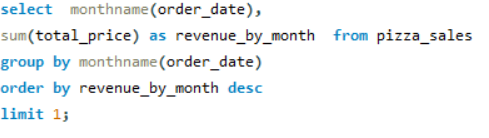 select  monthname(order_date),
sum(total_price) as revenue_by_month  from pizza_sales
group by monthname(order_date)
order by revenue_by_month desc
limit 1;